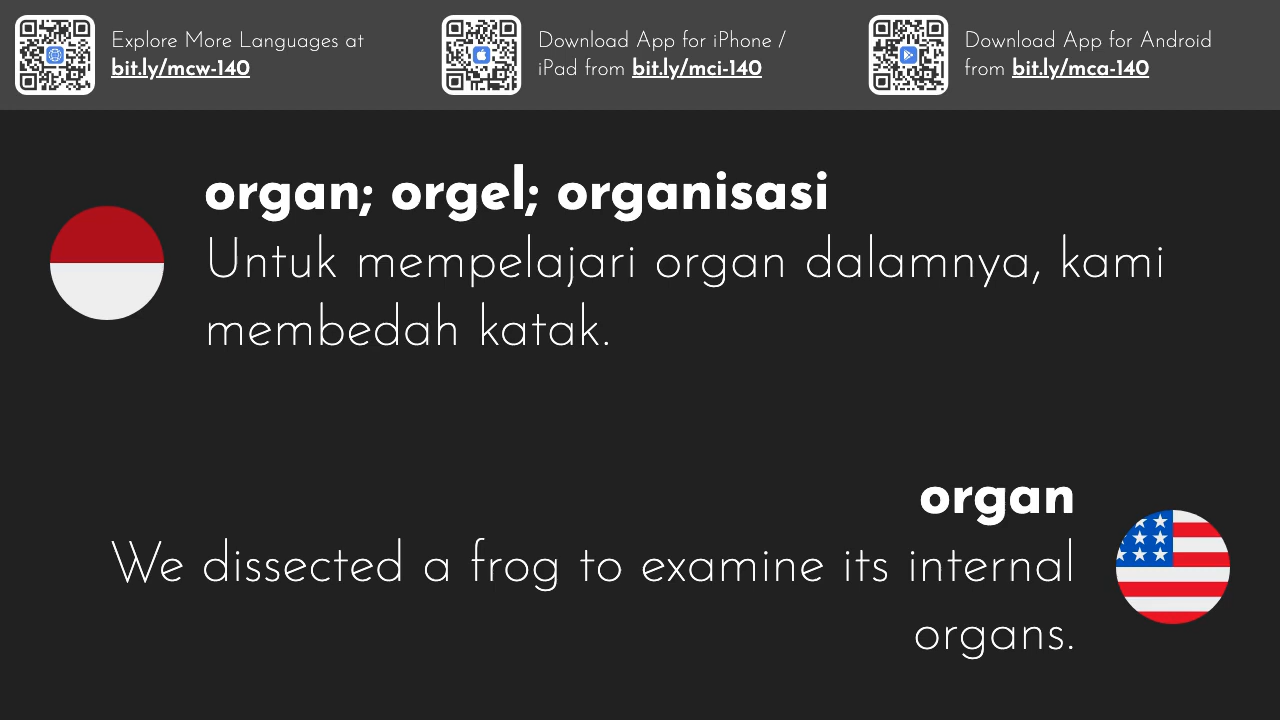 Explore More Languages at
bit.ly/mcw-140
Download App for iPhone /
iPad from bit.ly/mci-140
Download App for Android
from bit.ly/mca-140
organ; orgel; organisasi
Untuk mempelajari organ dalamnya, kami
membedah katak.
organ
We dissected a frog to examine its internal
organs.